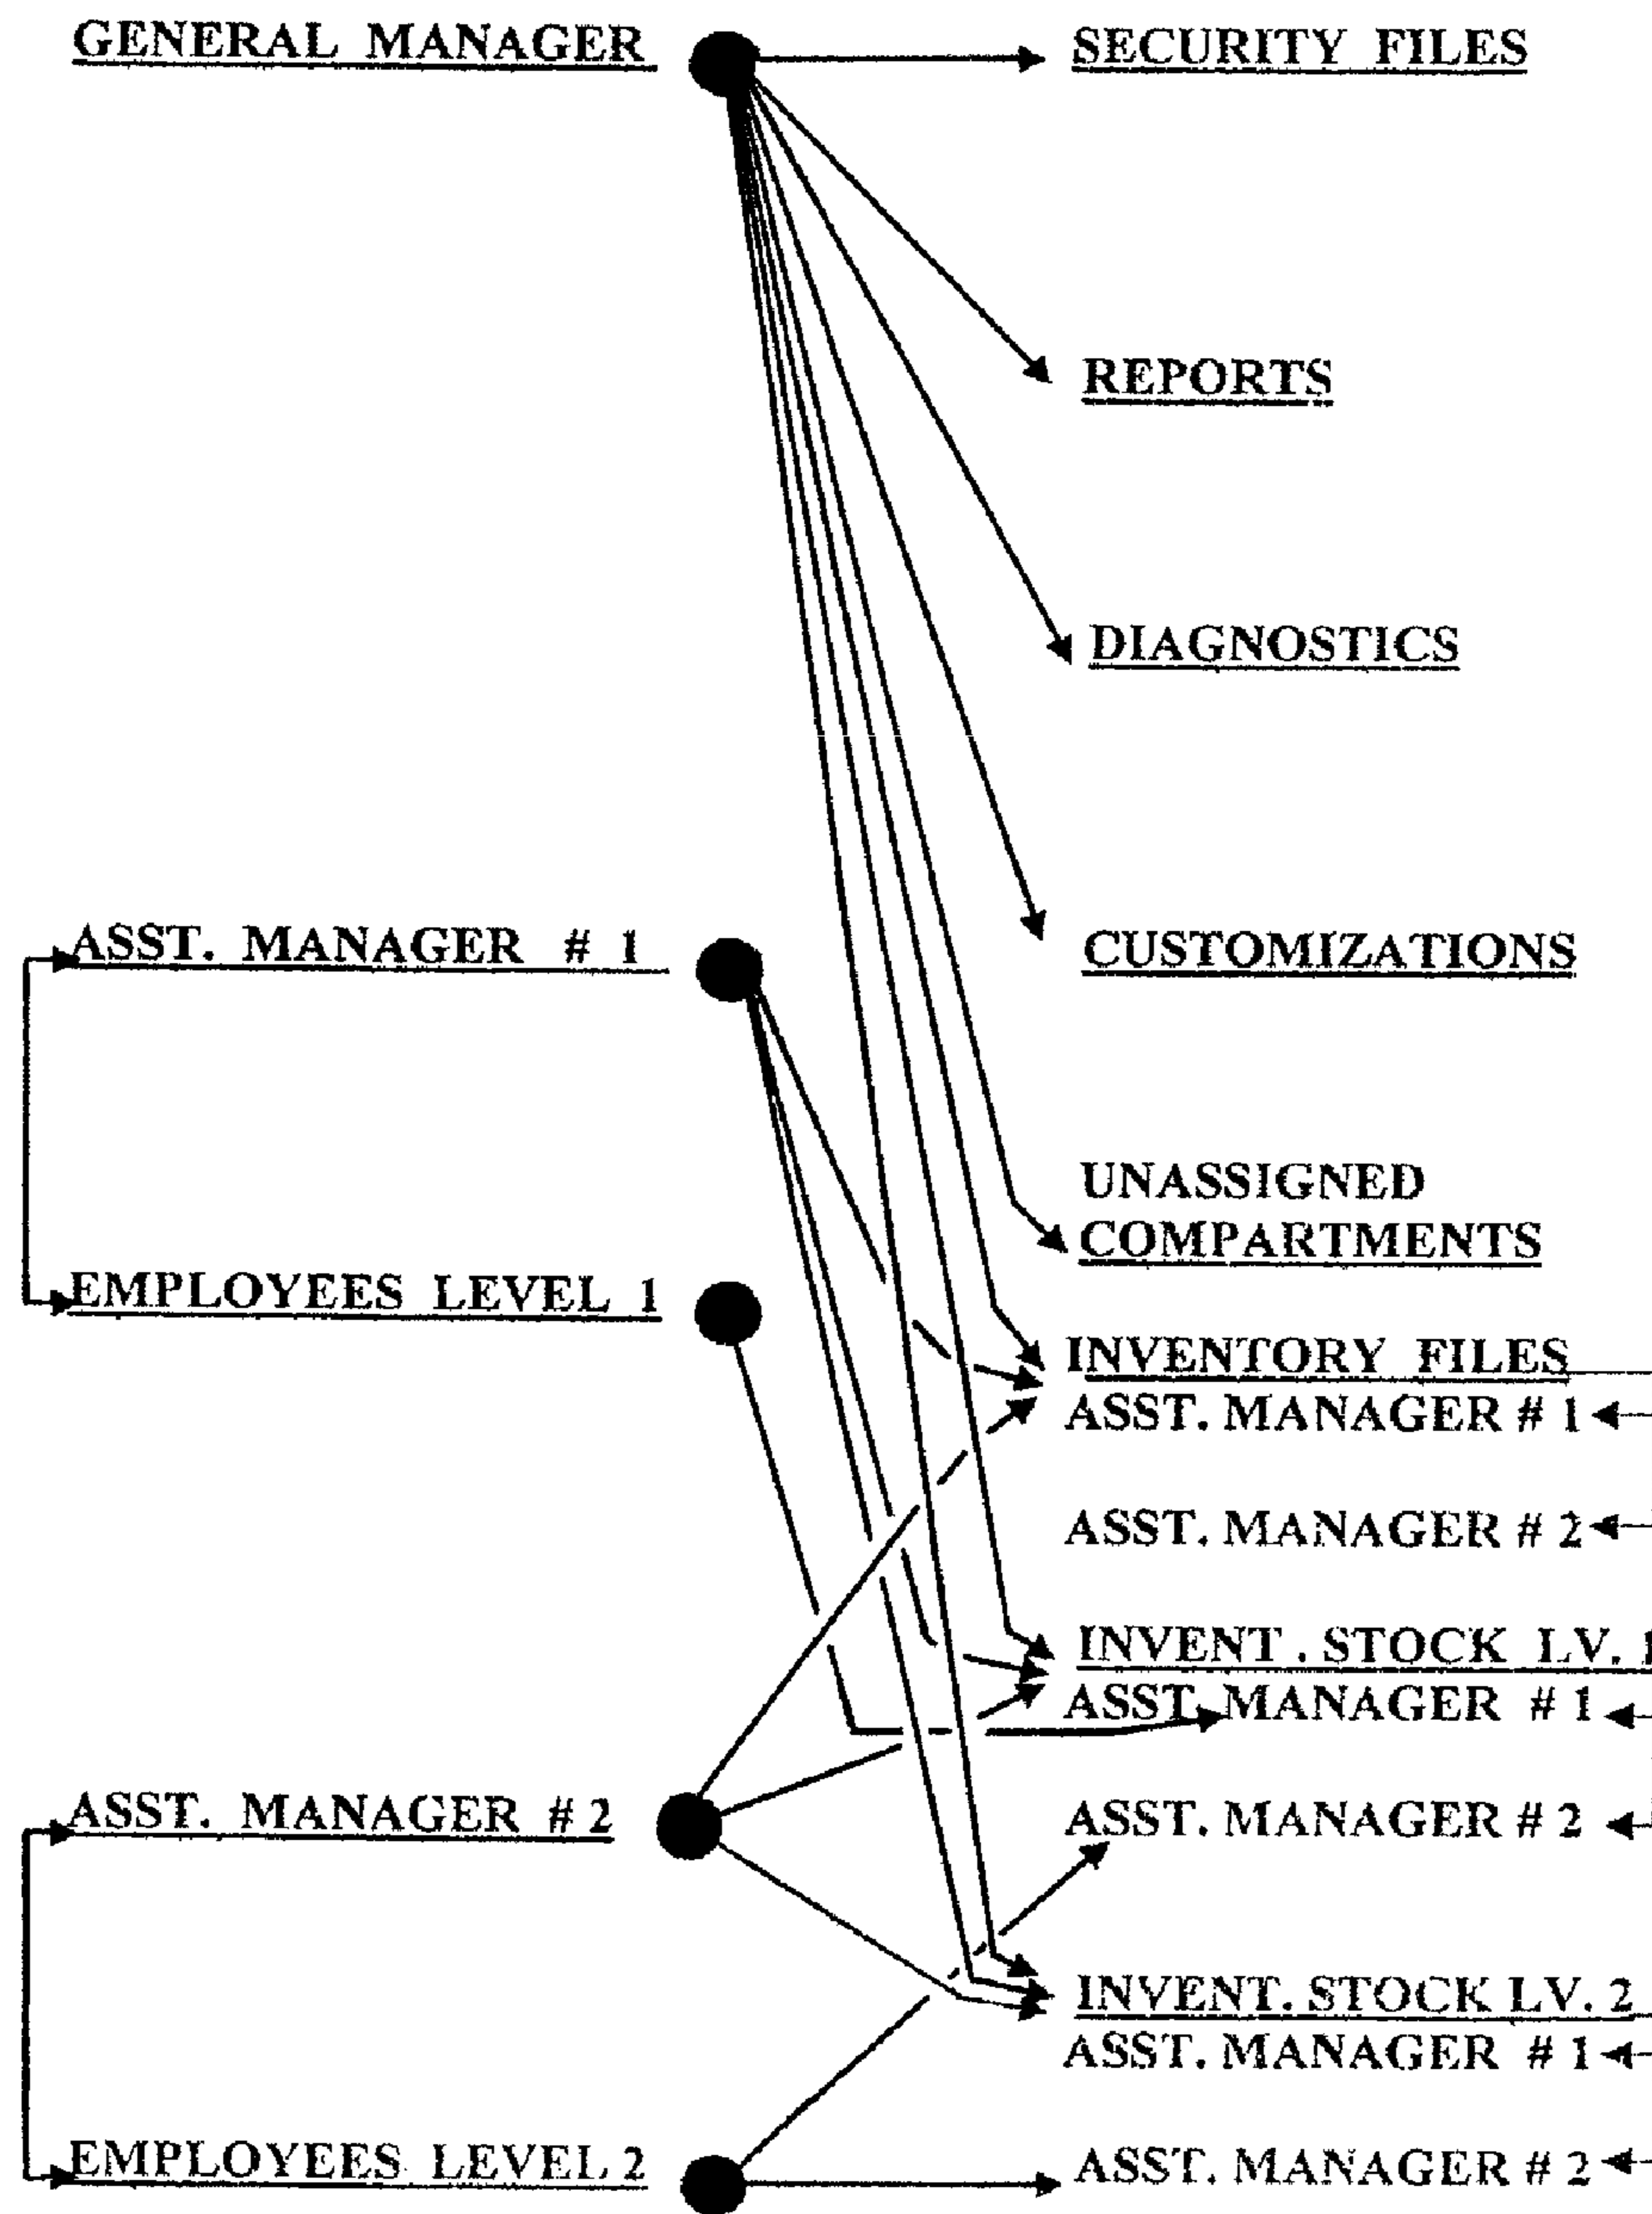 GENERAL MANAGER
SECURITY FILES
REPORTS
DIAGNOSTICS
ASST. MANAGER # 1
CUSTOMIZATIONS
UNASSIGNED
COMPARTMENTS
EMPLOYEES LEVEL 1
INVENTORY FILES
ASST. MANAGER # 1
ASST. MANAGER # 2
INVENT . STOCK LV. 1
ASST. MANAGER # 1
ASST. MANAGER # 2
ASST. MANAGER # 2
INVENT. STOCK LV. 2
ASST. MANAGER # 1
EMPLOYEES LEVEL 2
ASST. MANAGER # 2